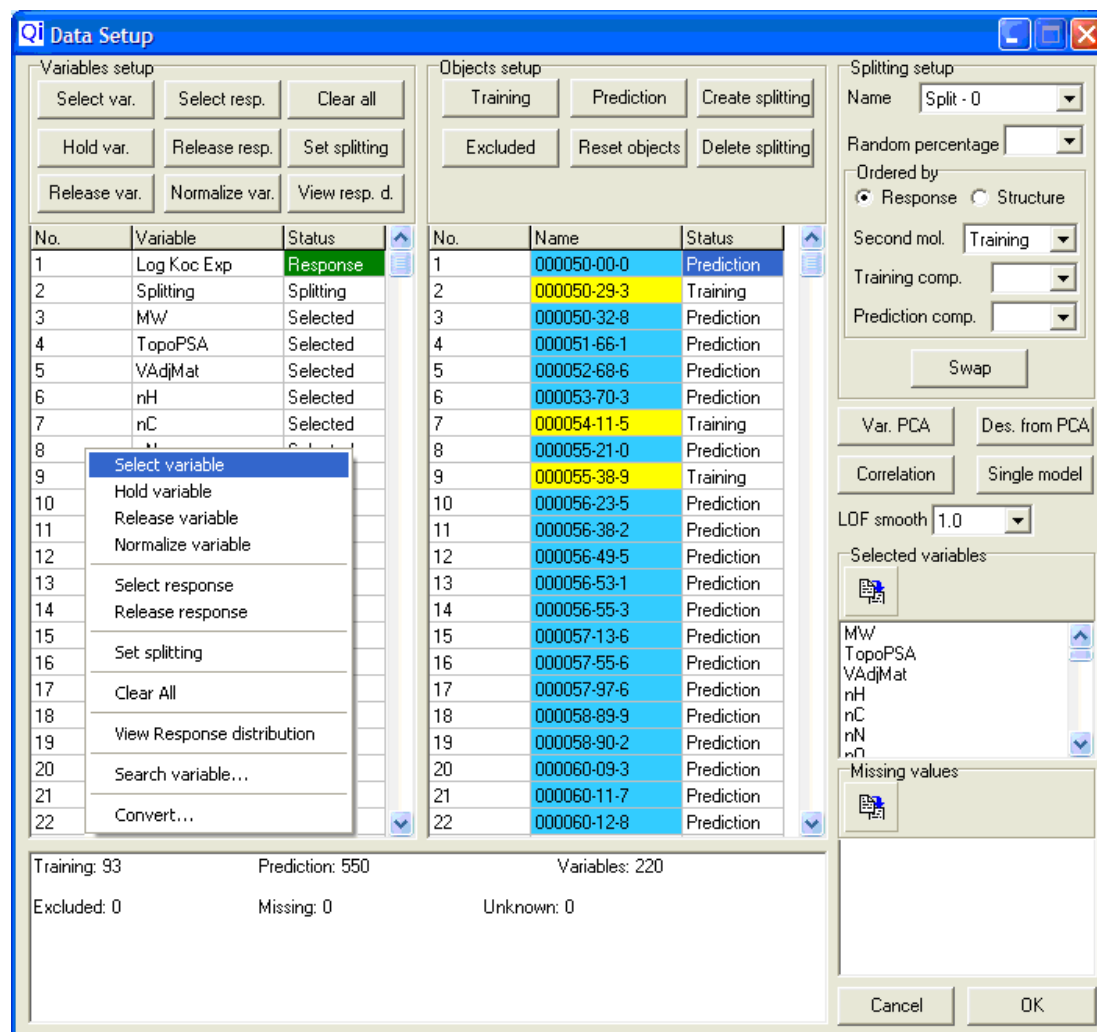 Qi Data Setup
Variables setup
Select var. Select resp. Clear all
Hold var. Release resp. Set splitting
Release var. Normalize var. View resp. d.
No. Variable Status
1 Log Koc Exp Response
2 Splitting Splitting
3 MW Selected
4 TopoPSA Selected
5 VAdjMat Selected
6 nH Selected
7 nC Selected
8
9
10
11
12
13
14
15
16
17
18
19
20
21
22
Select variable
Hold variable
Release variable
Normalize variable
Select response
Release response
Set splitting
Clear All
View Response distribution
Search variable...
Convert...
Objects setup
Training Prediction Create splitting
Excluded Reset objects Delete splitting
No. Name Status
1 000050-00-0 Prediction
2 000050-29-3 Training
3 000050-32-8 Prediction
4 000051-66-1 Prediction
5 000052-68-6 Prediction
6 000053-70-3 Prediction
7 000054-11-5 Training
8 000055-21-0 Prediction
9 000055-38-9 Training
10 000056-23-5 Prediction
11 000056-38-2 Prediction
12 000056-49-5 Prediction
13 000056-53-1 Prediction
14 000056-55-3 Prediction
15 000057-13-6 Prediction
16 000057-55-6 Prediction
17 000057-97-6 Prediction
18 000058-89-9 Prediction
19 000058-90-2 Prediction
20 000060-09-3 Prediction
21 000060-11-7 Prediction
22 000060-12-8 Prediction
Splitting setup
Name Split - 0
Random percentage
Ordered by
Response Structure
Second mol. Training
Training comp.
Prediction comp.
Swap
Var. PCA Des. from PCA
Correlation Single model
LOF smooth 1.0
Selected variables
MW
TopoPSA
VAdjMat
nH
nC
nN
Missing values
Training: 93 Prediction: 550 Variables: 220
Excluded: 0 Missing: 0 Unknown: 0
Cancel OK